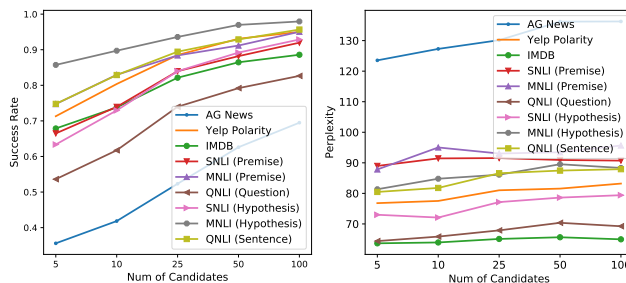 1.0
0.9
0.8
0.7
0.6
0.5
0.4
Success Rate
5 10 25 50 100
Num of Candidates
AG News
Yelp Polarity
IMDB
SNLI (Premise)
MNLI (Premise)
QNLI (Question)
SNLI (Hypothesis)
MNLI (Hypothesis)
QNLI (Sentence)
130
120
110
100
90
80
70
Perplexity
5 10 25 50 100
Num of Candidates
AG News
Yelp Polarity
IMDB
SNLI (Premise)
MNLI (Premise)
QNLI (Question)
SNLI (Hypothesis)
MNLI (Hypothesis)
QNLI (Sentence)